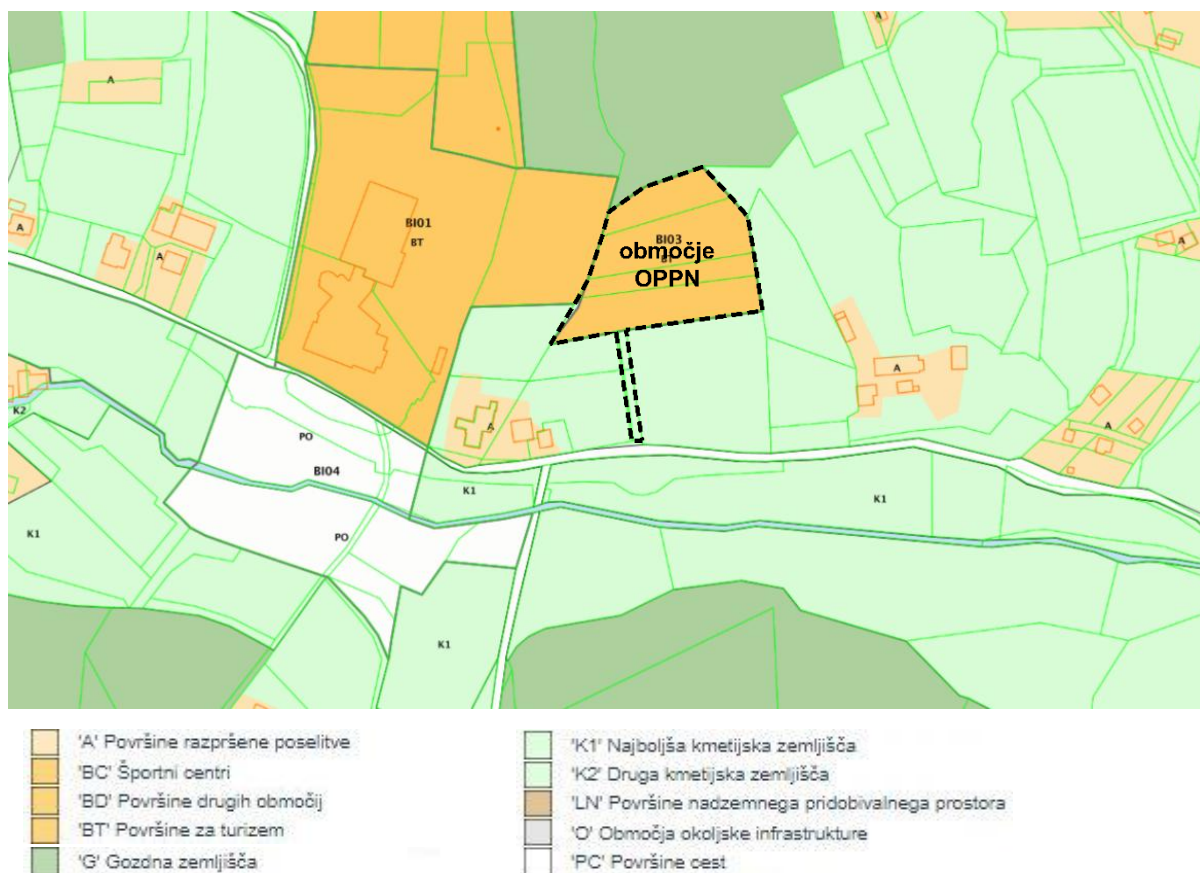 A
A
BI01
BT
BI03
BT
območje
OPPN
A
A
A
A
A
A
K2
PO
BI04
K1
K1
PO
K1
K1
'A' Površine razpršene poselitve
'BC' Športni centri
'BD' Površine drugih območij
'BT' Površine za turizem
'G' Gozdna zemljišča
'K1' Najboljša kmetijska zemljišča
'K2' Druga kmetijska zemljišča
'LN' Površine nadzemnega pridobivalnega prostora
'O' Območja okoljske infrastrukture
'PC' Površine cest